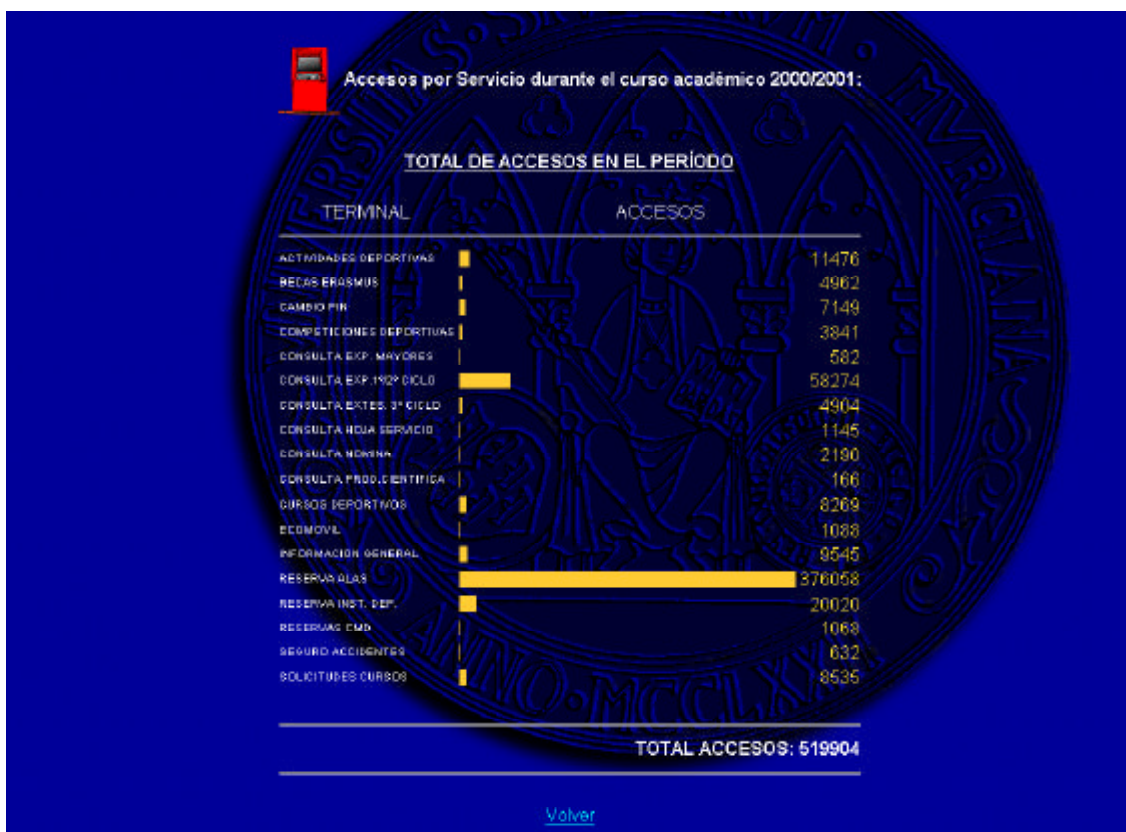 Accesos por Servicio durante el curso académico 2000/2001:
TOTAL DE ACCESOS EN EL PERÍODO
TERMINAL ACCESOS
ACTIVIDADES DEPORTIVAS 11476
BECAS ERASMUS 4962
CAMBIO PIN 7149
COMPETICIONES DEPORTIVAS 3841
CONSULTA EXP. MAYORES 582
CONSULTA EXP.1º/2º CICLO 58274
CONSULTA EXTES. 3º CICLO 4904
CONSULTA HOJA SERVICIO 1145
CONSULTA NOMINA 2190
CONSULTA PROD.CIENTIFICA 166
CURSOS DEPORTIVOS 8269
ECOMOVIL 1088
INFORMACION GENERAL 9545
RESERVA ALAS 376058
RESERVA INST. DEP. 20020
RESERVAS CMD 1068
SEGURO ACCIDENTES 632
SOLICITUDES CURSOS 8535
TOTAL ACCESOS: 519904
Volver
MVRCIANA
ANNO